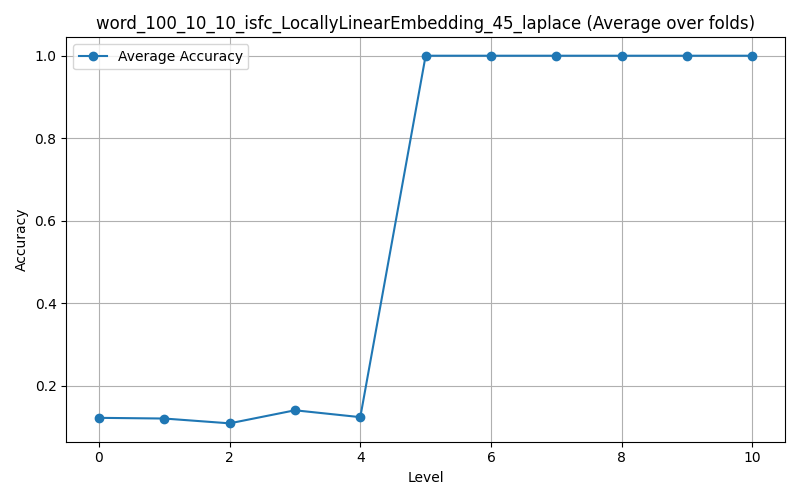 word_100_10_10_isfc_LocallyLinearEmbedding_45_laplace (Average over folds)
Average Accuracy
1.0
0.8
0.6
0.4
0.2
Accuracy
0 2 4 6 8 10
Level